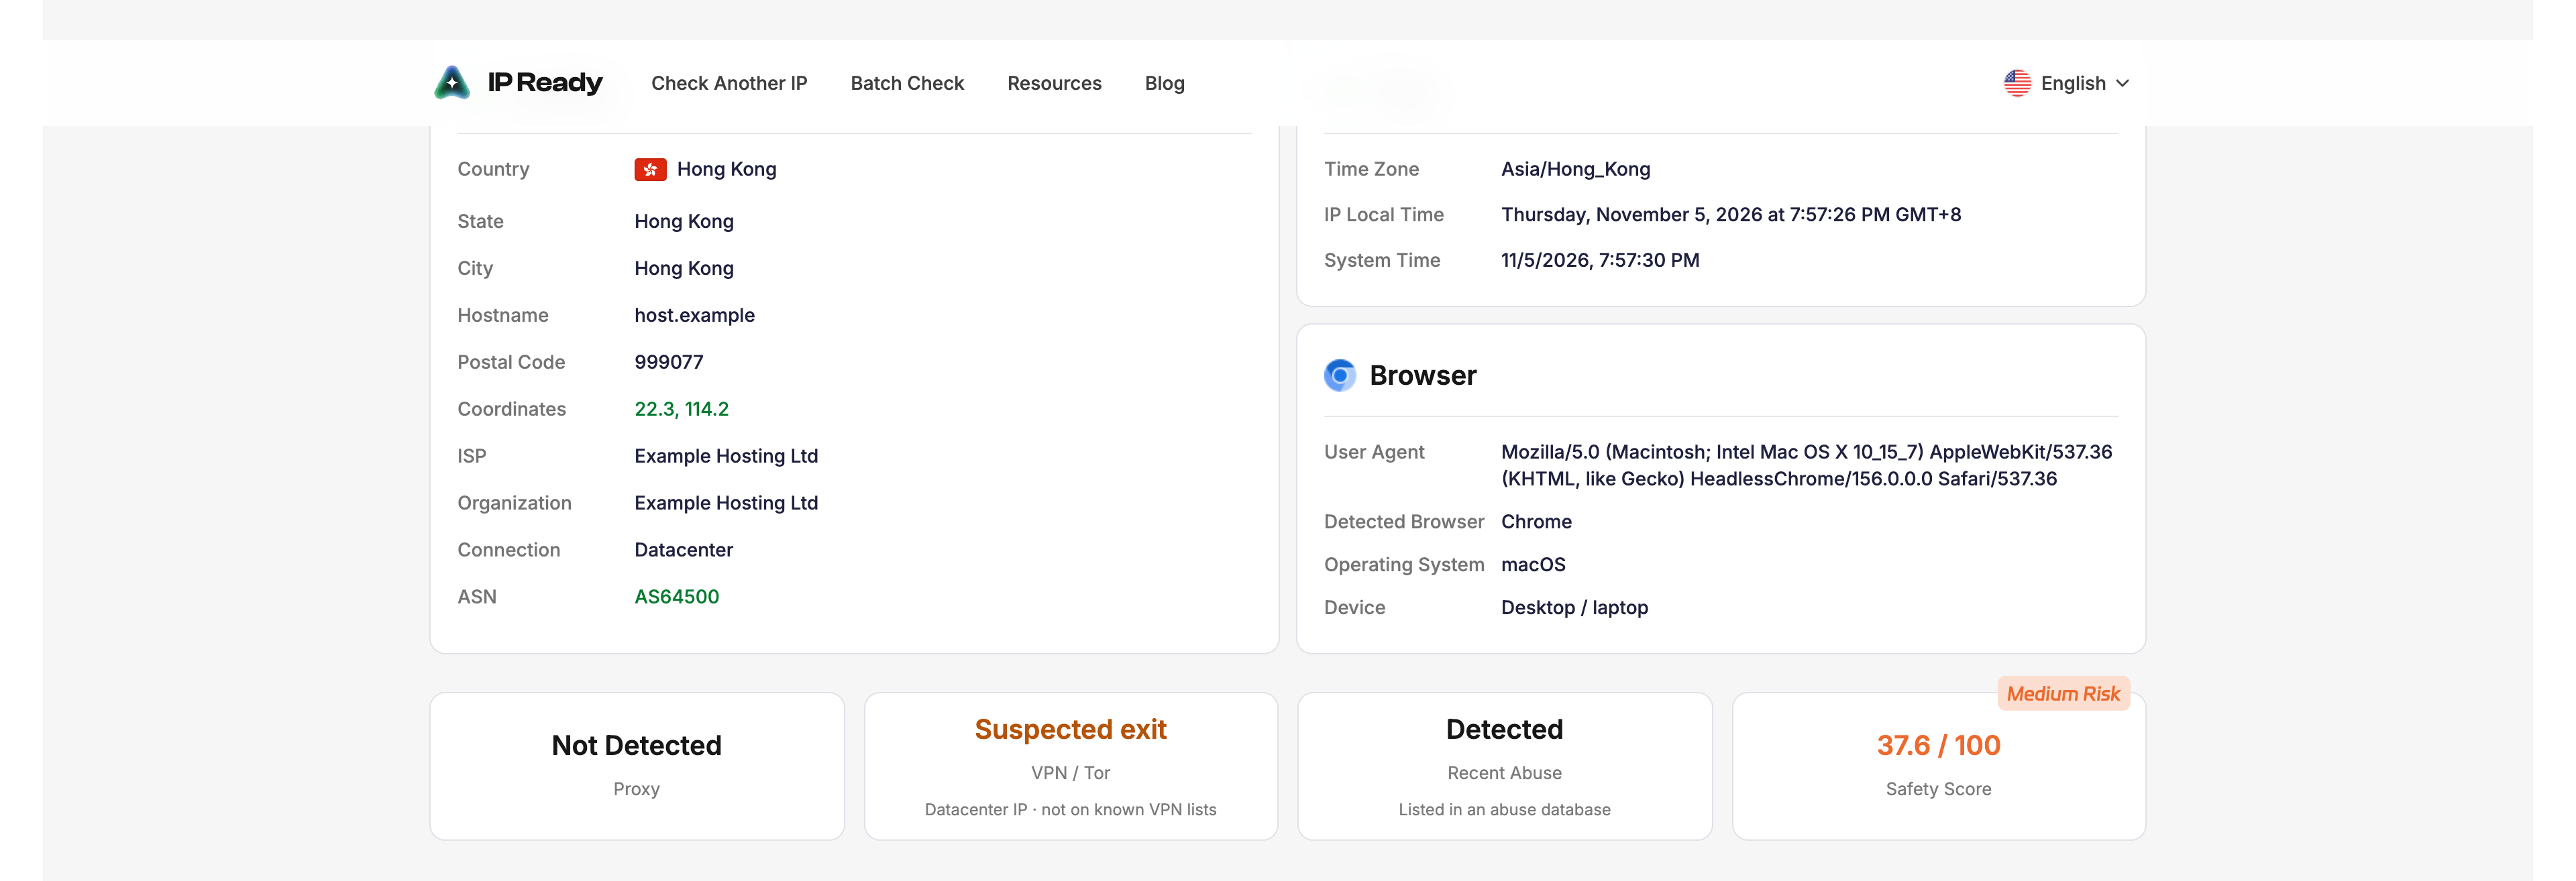 IP Ready
Check Another IP
Batch Check
Resources
Blog
English
Country
Hong Kong
State
Hong Kong
City
Hong Kong
Hostname
host.example
Postal Code
999077
Coordinates
22.3, 114.2
ISP
Example Hosting Ltd
Organization
Example Hosting Ltd
Connection
Datacenter
ASN
AS64500
Time Zone
Asia/Hong_Kong
IP Local Time
Thursday, November 5, 2026 at 7:57:26 PM GMT+8
System Time
11/5/2026, 7:57:30 PM
Browser
User Agent
Mozilla/5.0 (Macintosh; Intel Mac OS X 10_15_7) AppleWebKit/537.36
(KHTML, like Gecko) HeadlessChrome/156.0.0.0 Safari/537.36
Detected Browser
Chrome
Operating System
macOS
Device
Desktop / laptop
Not Detected
Proxy
Suspected exit
VPN / Tor
Datacenter IP · not on known VPN lists
Detected
Recent Abuse
Listed in an abuse database
Medium Risk
37.6 / 100
Safety Score